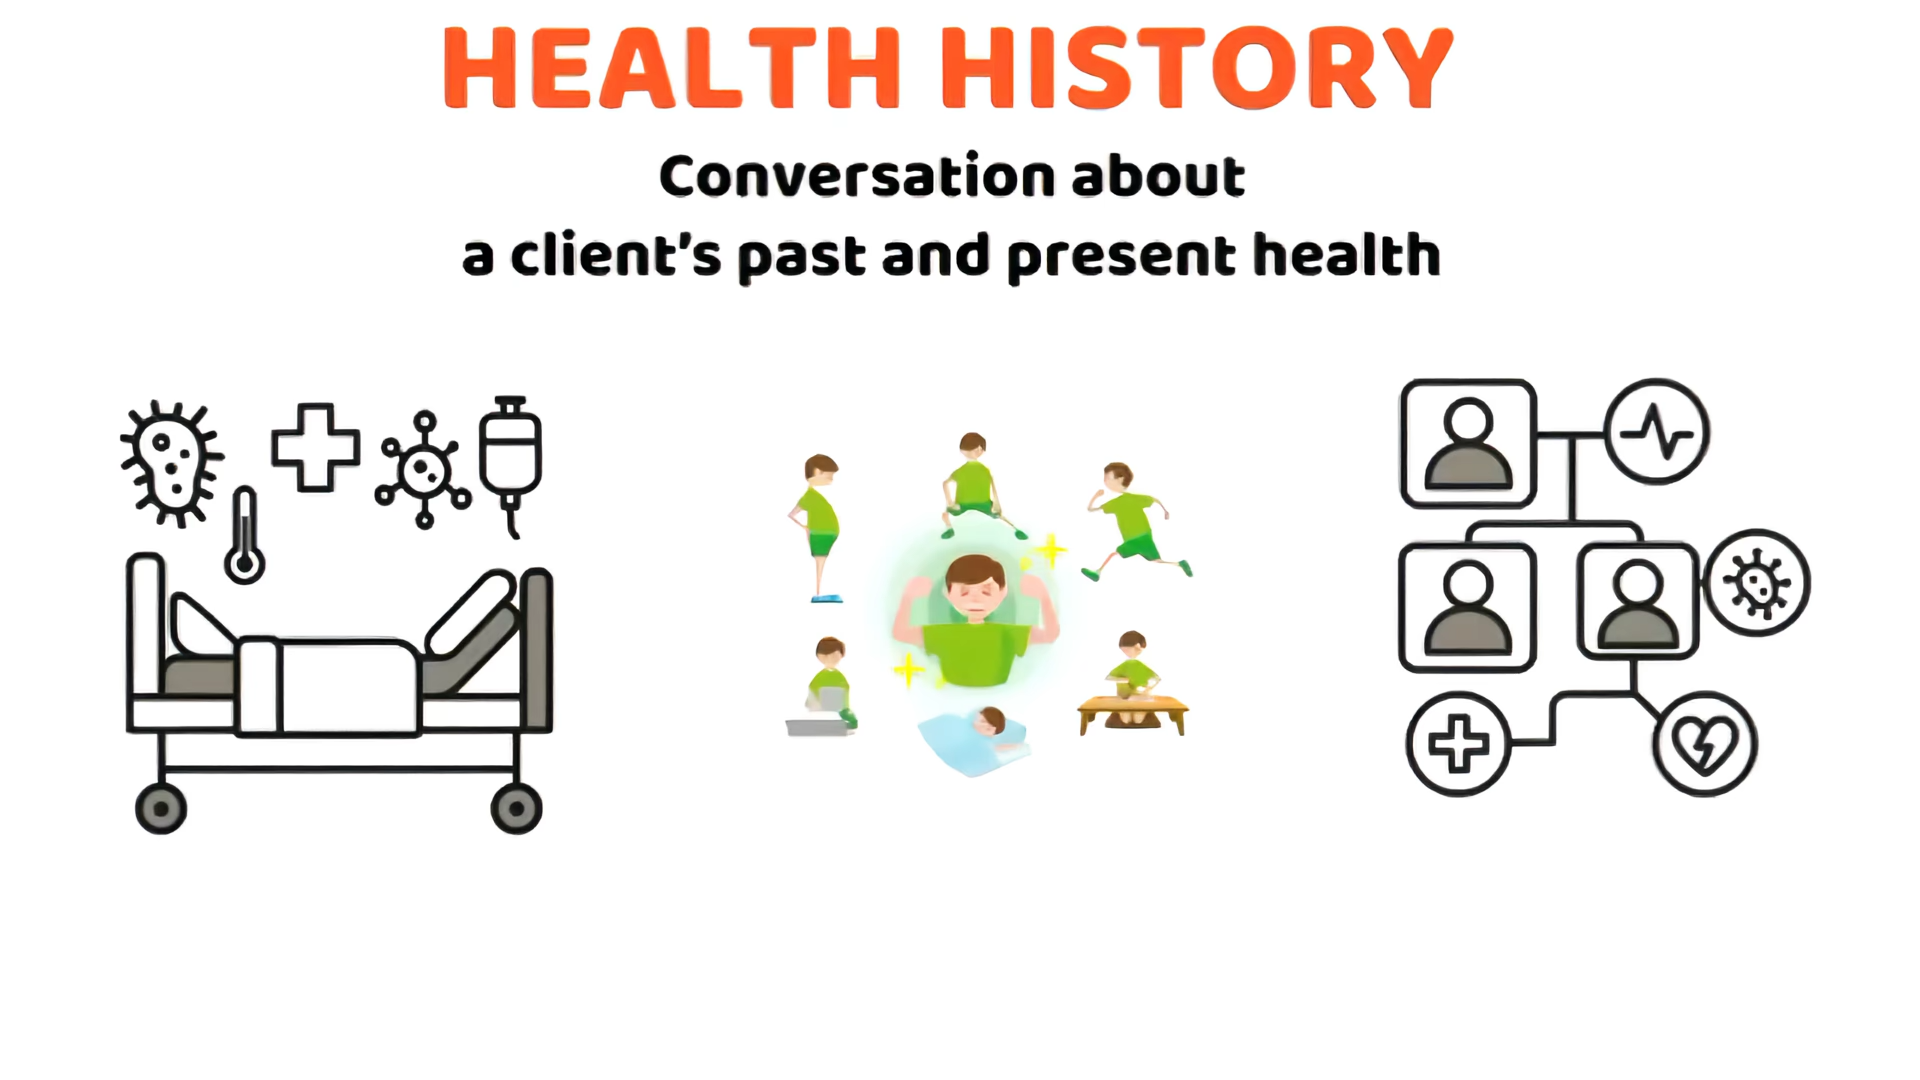 HEALTH HISTORY
Conversation about
a client's past and present health